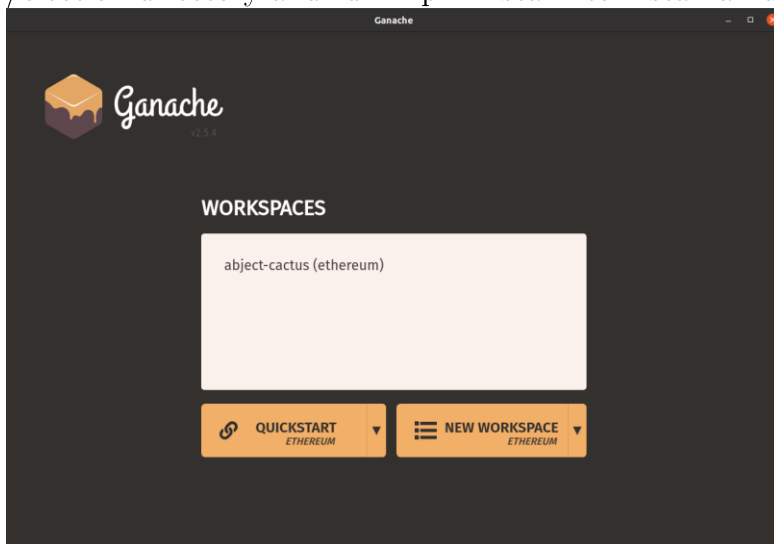 Ganache
Ganache
v2.5.4
WORKSPACES
abject-cactus (ethereum)
QUICKSTART
ETHEREUM
NEW WORKSPACE
ETHEREUM